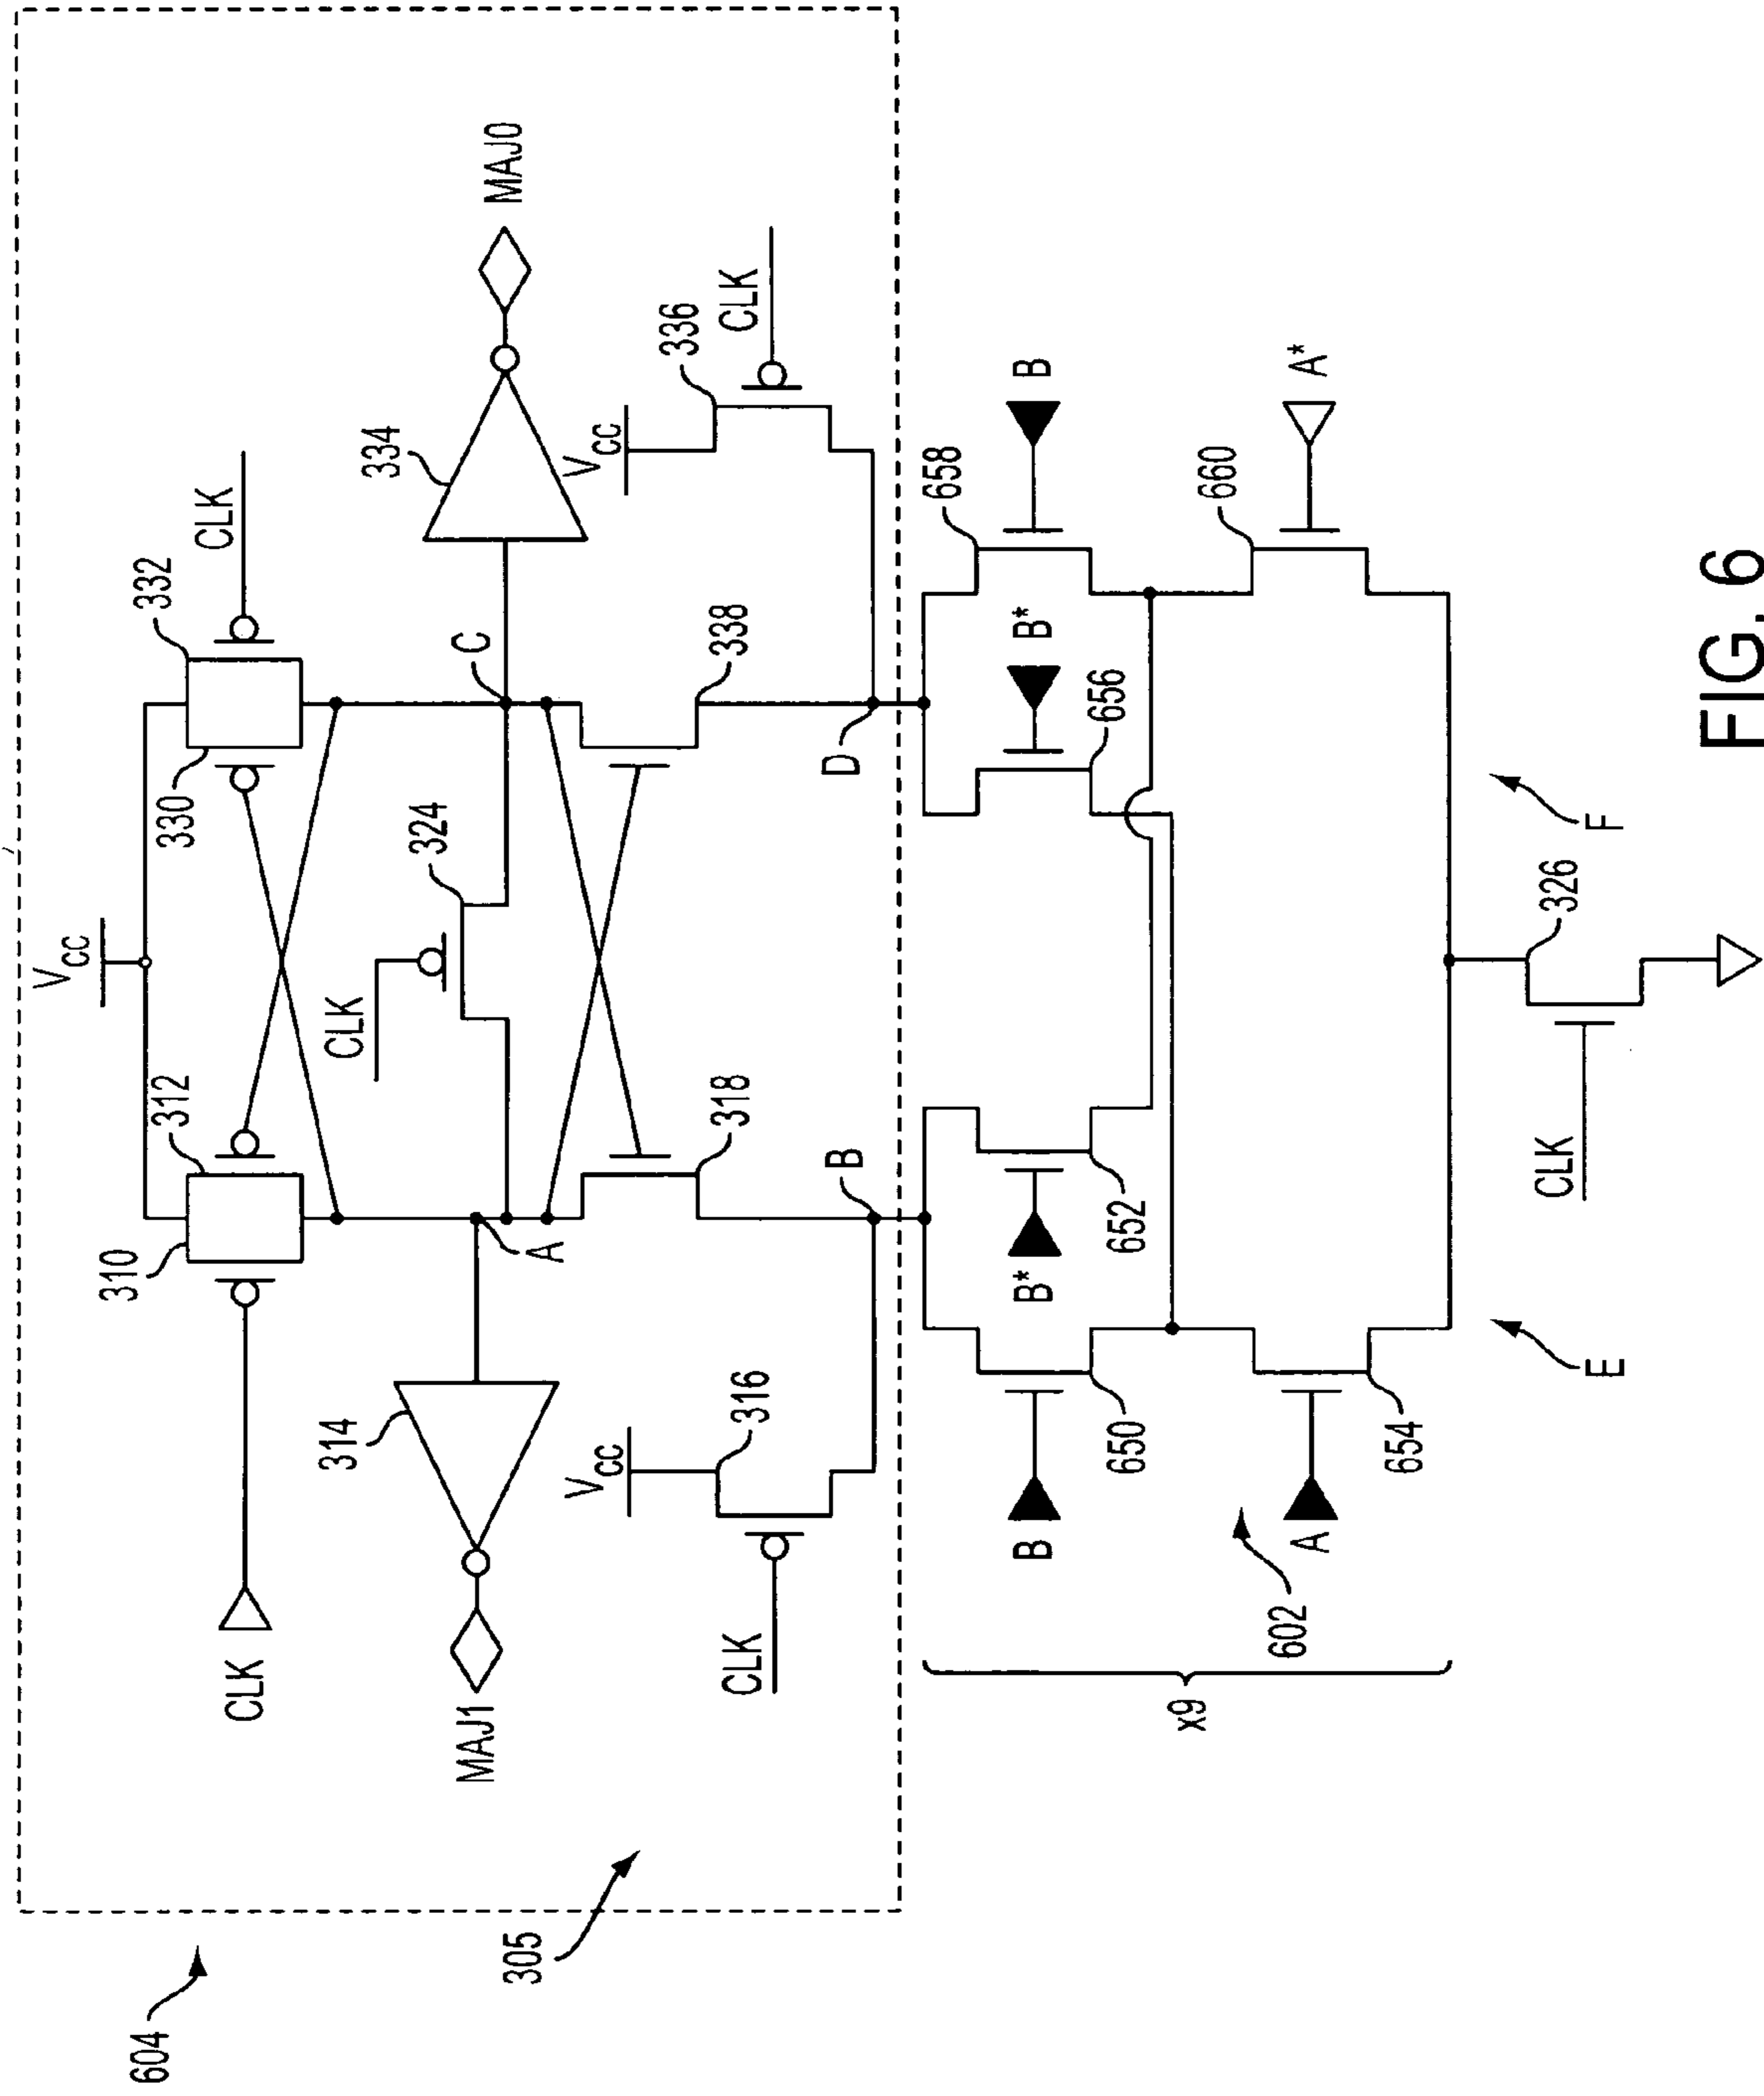 604
305
Vcc
310
312
330
332
CLK
CLK
CLK
324
314
MAJ1
A
C
334
MAJ0
Vcc
316
CLK
318
338
Vcc
336
CLK
B
D
B
650
B*
652
B*
656
B
658
602
A
654
660
A*
x9
E
F
CLK
326
FIG. 6